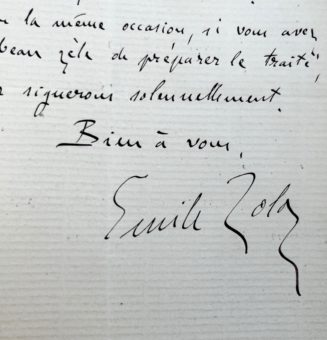 la même occasion, si vous avez
beau zèle de préparer le traité,
signerons solennellement.
Bien à vous,
Emile Zola